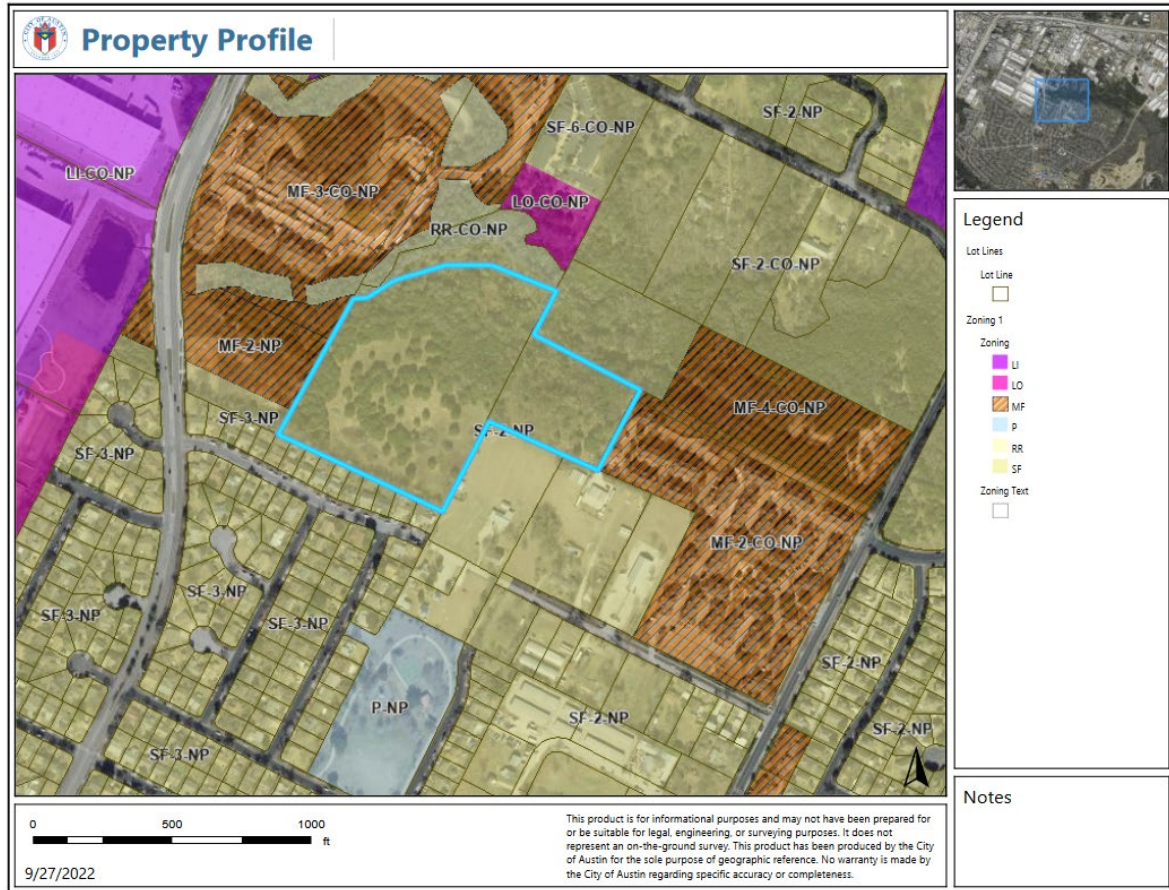 CITY OF AUSTIN
Property Profile
SF-2-NP
SF-6-CO-NP
LI-CO-NP
MF-3-CO-NP
LO-CO-NP
RR-CO-NP
SF-2-CO-NP
MF-2-NP
MF-4-CO-NP
SF-3-NP
SF-2-NP
SF-3-NP
MF-2-CO-NP
SF-3-NP
SF-3-NP
SF-3-NP
SF-2-NP
P-NP
SF-2-NP
SF-2-NP
SF-3-NP
Legend
Lot Lines
Lot Line
Zoning 1
Zoning
LI
LO
MF
P
RR
SF
Zoning Text
Notes
0 500 1000
ft
9/27/2022
This product is for informational purposes and may not have been prepared for
or be suitable for legal, engineering, or surveying purposes. It does not
represent an on-the-ground survey. This product has been produced by the City
of Austin for the sole purpose of geographic reference. No warranty is made by
the City of Austin regarding specific accuracy or completeness.